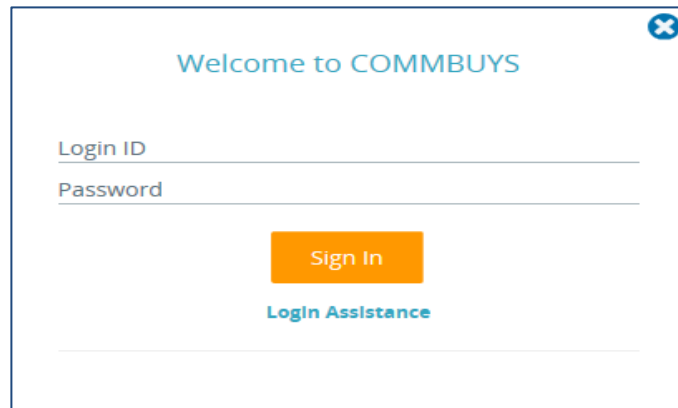 Welcome to COMMBUYS
Login ID
Password
Sign In
Login Assistance